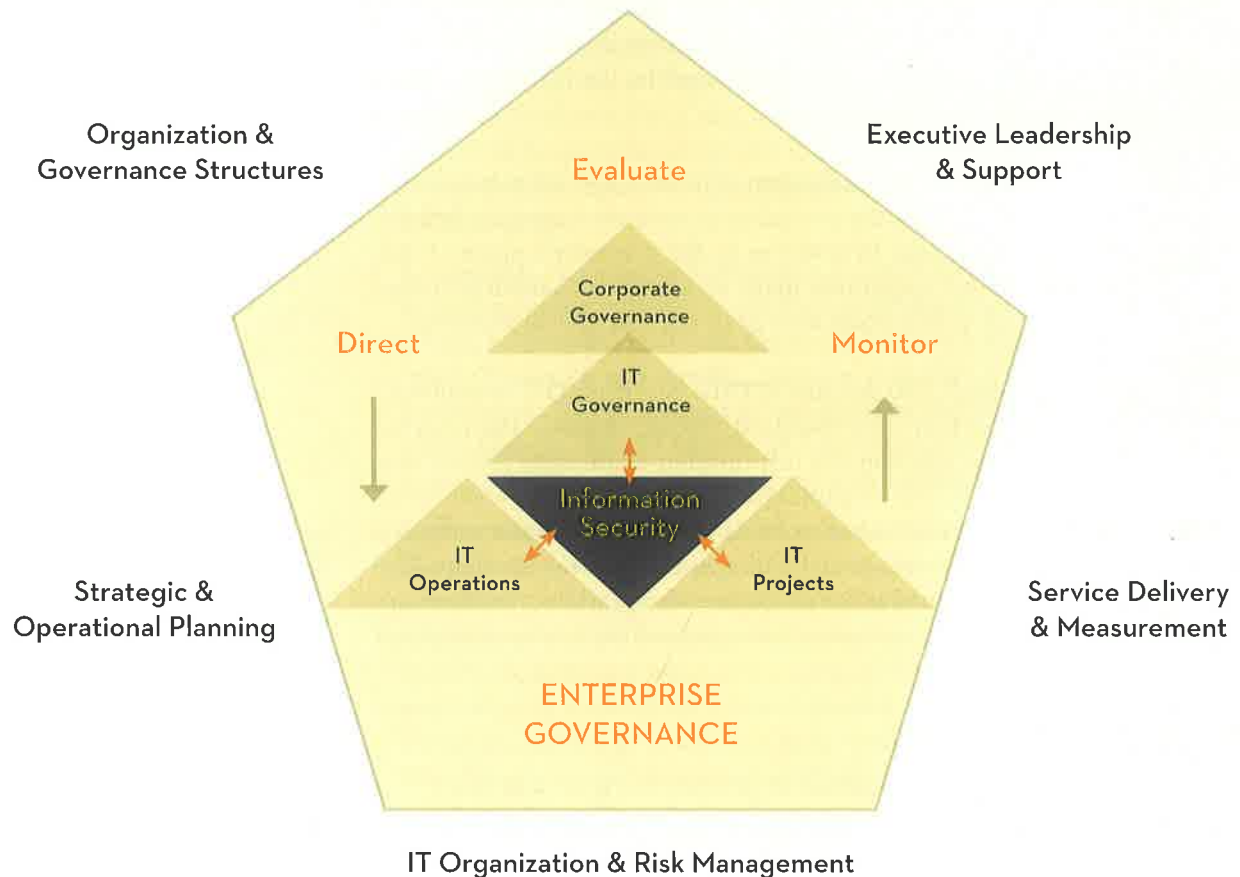 Organization &
Governance Structures
Executive Leadership
& Support
Evaluate
Corporate
Governance
Direct
Monitor
IT
Governance
Information
Security
IT
Operations
IT
Projects
Strategic &
Operational Planning
Service Delivery
& Measurement
ENTERPRISE
GOVERNANCE
IT Organization & Risk Management